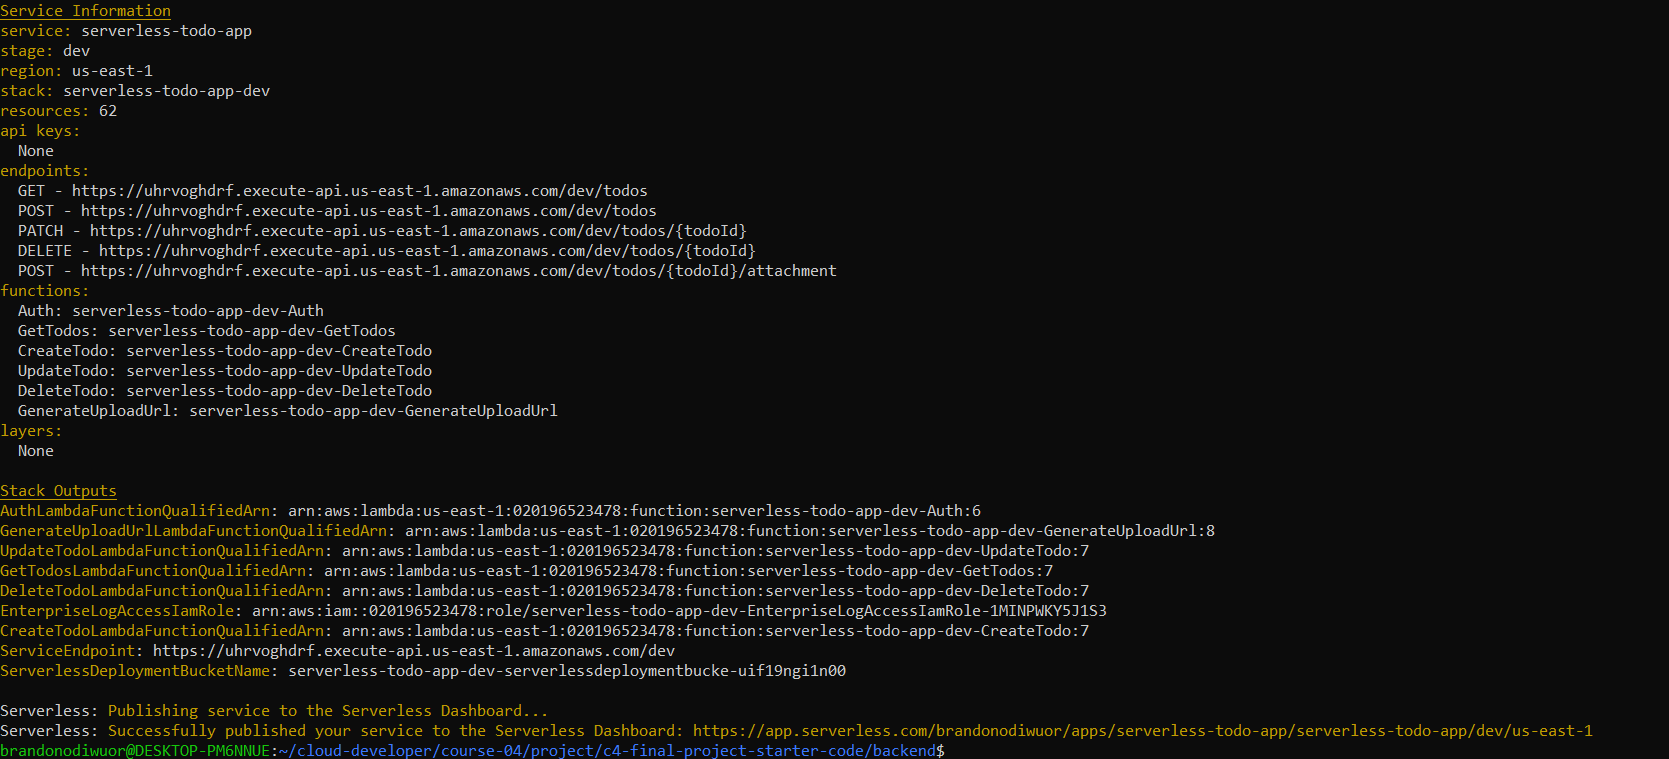 Service Information
service: serverless-todo-app
stage: dev
region: us-east-1
stack: serverless-todo-app-dev
resources: 62
api keys:
  None
endpoints:
  GET - https://uhrvoghdrf.execute-api.us-east-1.amazonaws.com/dev/todos
  POST - https://uhrvoghdrf.execute-api.us-east-1.amazonaws.com/dev/todos
  PATCH - https://uhrvoghdrf.execute-api.us-east-1.amazonaws.com/dev/todos/{todoId}
  DELETE - https://uhrvoghdrf.execute-api.us-east-1.amazonaws.com/dev/todos/{todoId}
  POST - https://uhrvoghdrf.execute-api.us-east-1.amazonaws.com/dev/todos/{todoId}/attachment
functions:
  Auth: serverless-todo-app-dev-Auth
  GetTodos: serverless-todo-app-dev-GetTodos
  CreateTodo: serverless-todo-app-dev-CreateTodo
  UpdateTodo: serverless-todo-app-dev-UpdateTodo
  DeleteTodo: serverless-todo-app-dev-DeleteTodo
  GenerateUploadUrl: serverless-todo-app-dev-GenerateUploadUrl
layers:
  None

Stack Outputs
AuthLambdaFunctionQualifiedArn: arn:aws:lambda:us-east-1:020196523478:function:serverless-todo-app-dev-Auth:6
GenerateUploadUrlLambdaFunctionQualifiedArn: arn:aws:lambda:us-east-1:020196523478:function:serverless-todo-app-dev-GenerateUploadUrl:8
UpdateTodoLambdaFunctionQualifiedArn: arn:aws:lambda:us-east-1:020196523478:function:serverless-todo-app-dev-UpdateTodo:7
GetTodosLambdaFunctionQualifiedArn: arn:aws:lambda:us-east-1:020196523478:function:serverless-todo-app-dev-GetTodos:7
DeleteTodoLambdaFunctionQualifiedArn: arn:aws:lambda:us-east-1:020196523478:function:serverless-todo-app-dev-DeleteTodo:7
EnterpriseLogAccessIamRole: arn:aws:iam::020196523478:role/serverless-todo-app-dev-EnterpriseLogAccessIamRole-1MINPWKY5J1S3
CreateTodoLambdaFunctionQualifiedArn: arn:aws:lambda:us-east-1:020196523478:function:serverless-todo-app-dev-CreateTodo:7
ServiceEndpoint: https://uhrvoghdrf.execute-api.us-east-1.amazonaws.com/dev
ServerlessDeploymentBucketName: serverless-todo-app-dev-serverlessdeploymentbucke-uif19ngi1n00

Serverless: Publishing service to the Serverless Dashboard...
Serverless: Successfully published your service to the Serverless Dashboard: https://app.serverless.com/brandonodiwuor/apps/serverless-todo-app/serverless-todo-app/dev/us-east-1
brandonodiwuor@DESKTOP-PM6NNUE:~/cloud-developer/course-04/project/c4-final-project-starter-code/backend$